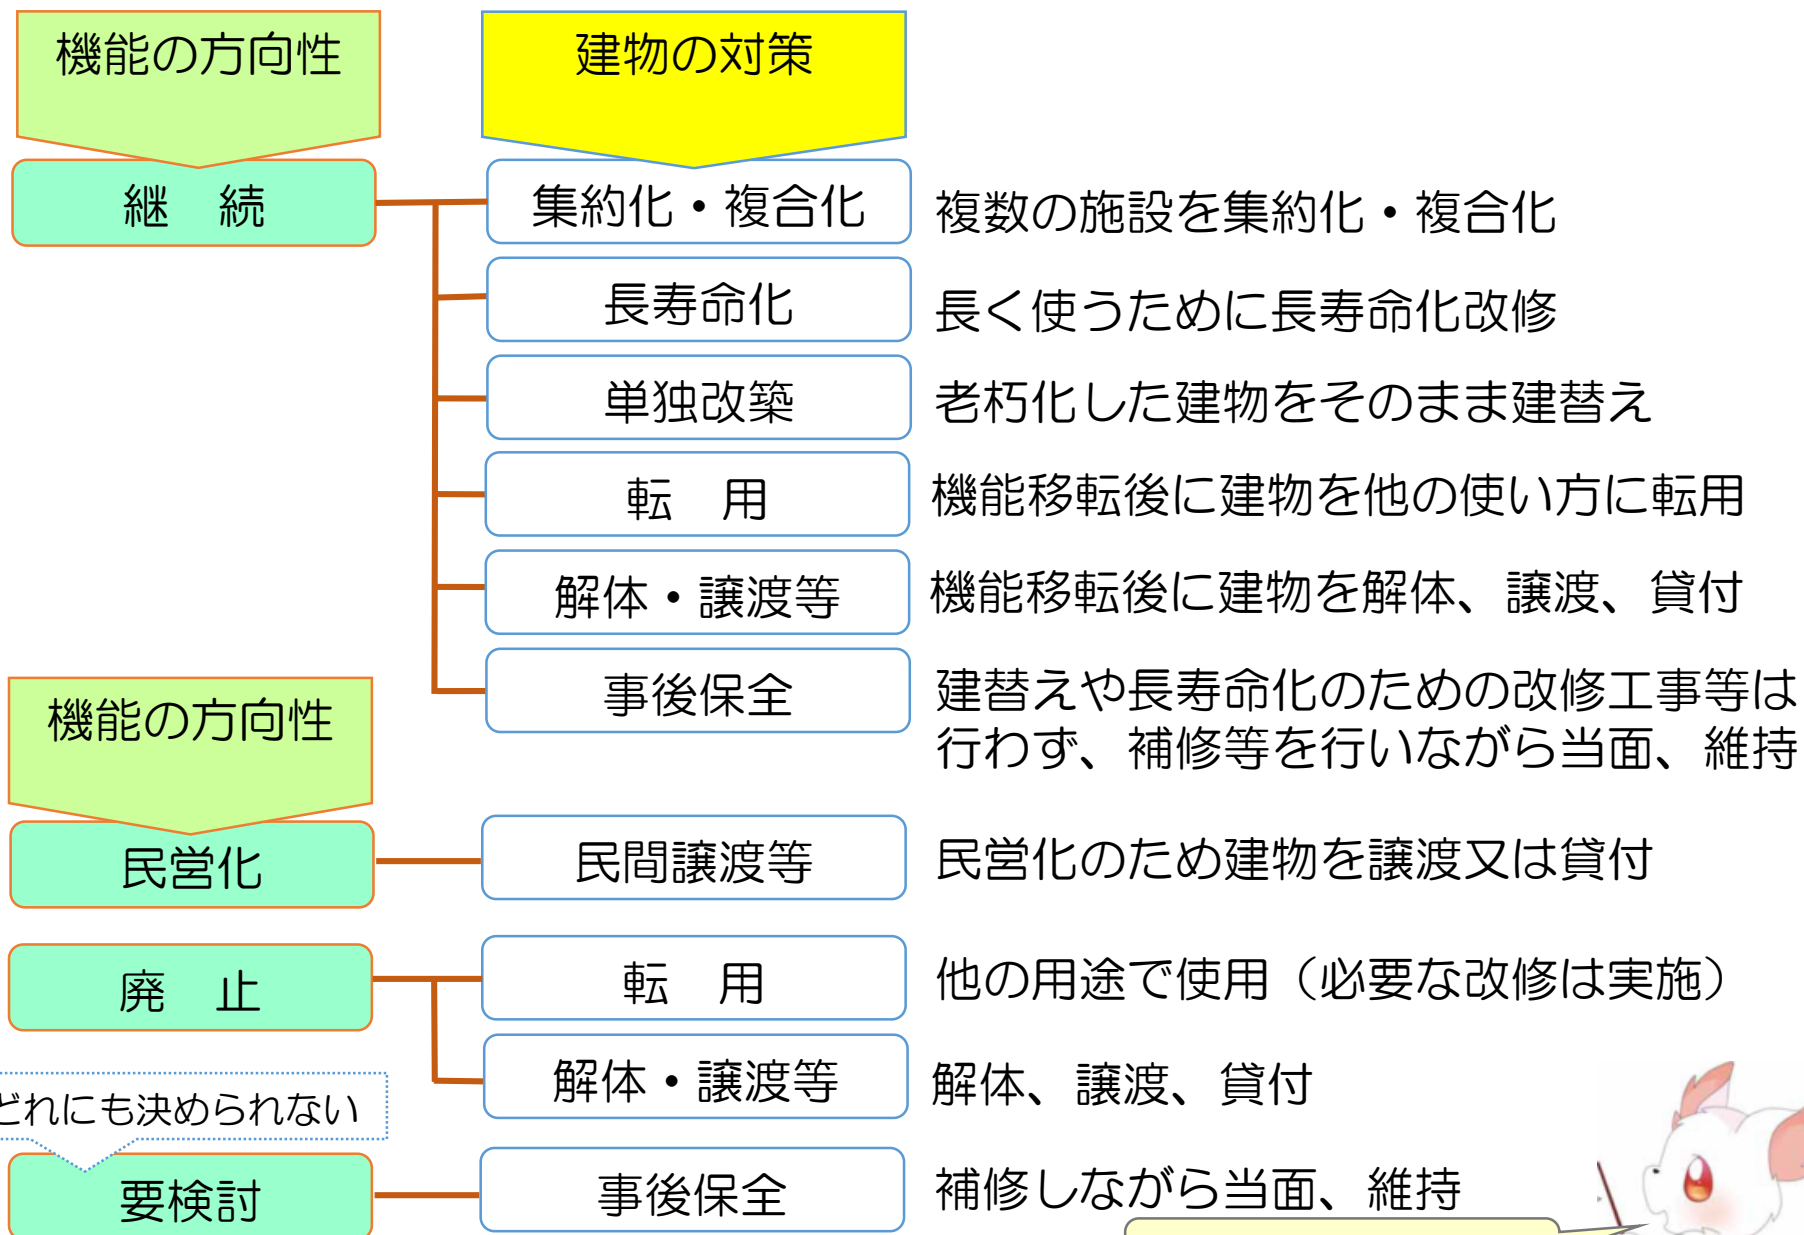 機能の方向性
建物の対策
継　続
集約化・複合化
複数の施設を集約化・複合化
長寿命化
長く使うために長寿命化改修
単独改築
老朽化した建物をそのまま建替え
転　用
機能移転後に建物を他の使い方に転用
解体・譲渡等
機能移転後に建物を解体、譲渡、貸付
事後保全
建替えや長寿命化のための改修工事等は
行わず、補修等を行いながら当面、維持
機能の方向性
民営化
民間譲渡等
民営化のため建物を譲渡又は貸付
廃　止
転　用
他の用途で使用（必要な改修は実施）
解体・譲渡等
解体、譲渡、貸付
どれにも決められない
要検討
事後保全
補修しながら当面、維持